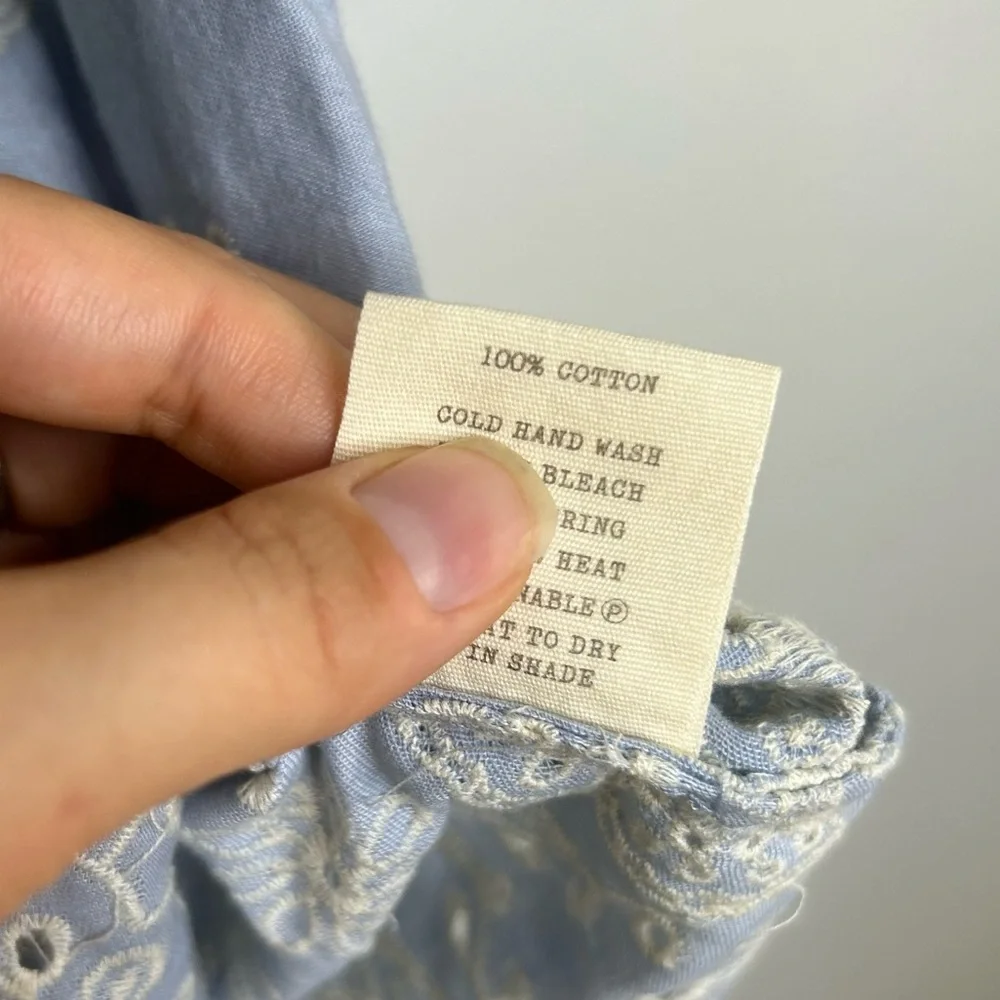 100% COTTON
COLD HAND WASH
BLEACH
RING
HEAT
NABLE Ⓟ
AT TO DRY
IN SHADE